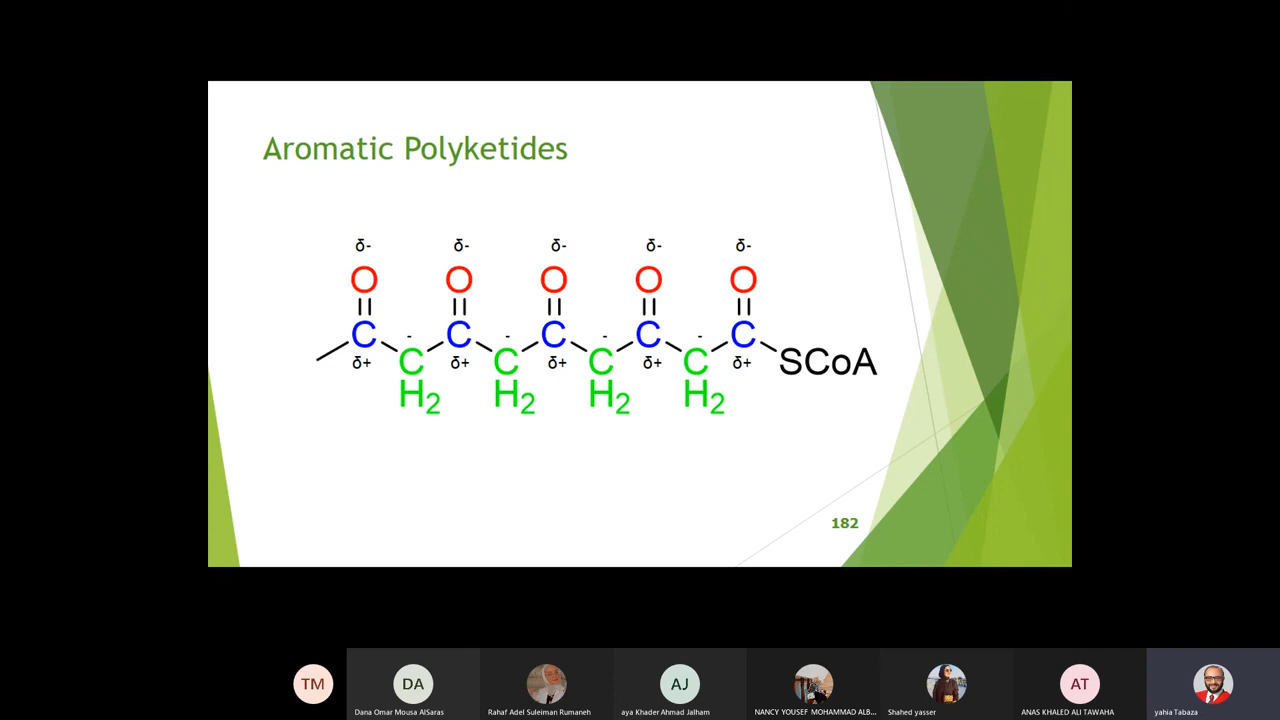 Aromatic Polyketides
δ- δ- δ- δ- δ-
O O O O O
C - C - C - C - C
δ+ C δ+ C δ+ C δ+ C δ+ SCoA
H2 H2 H2 H2
182
TM DA AJ AT
Dana Omar Mousa AlSaras Rahaf Adel Suleiman Rumaneh aya Khader Ahmad Jalham NANCY YOUSEF MOHAMMAD ALB... Shahed yasser ANAS KHALED ALI TAWAHA yahia Tabaza